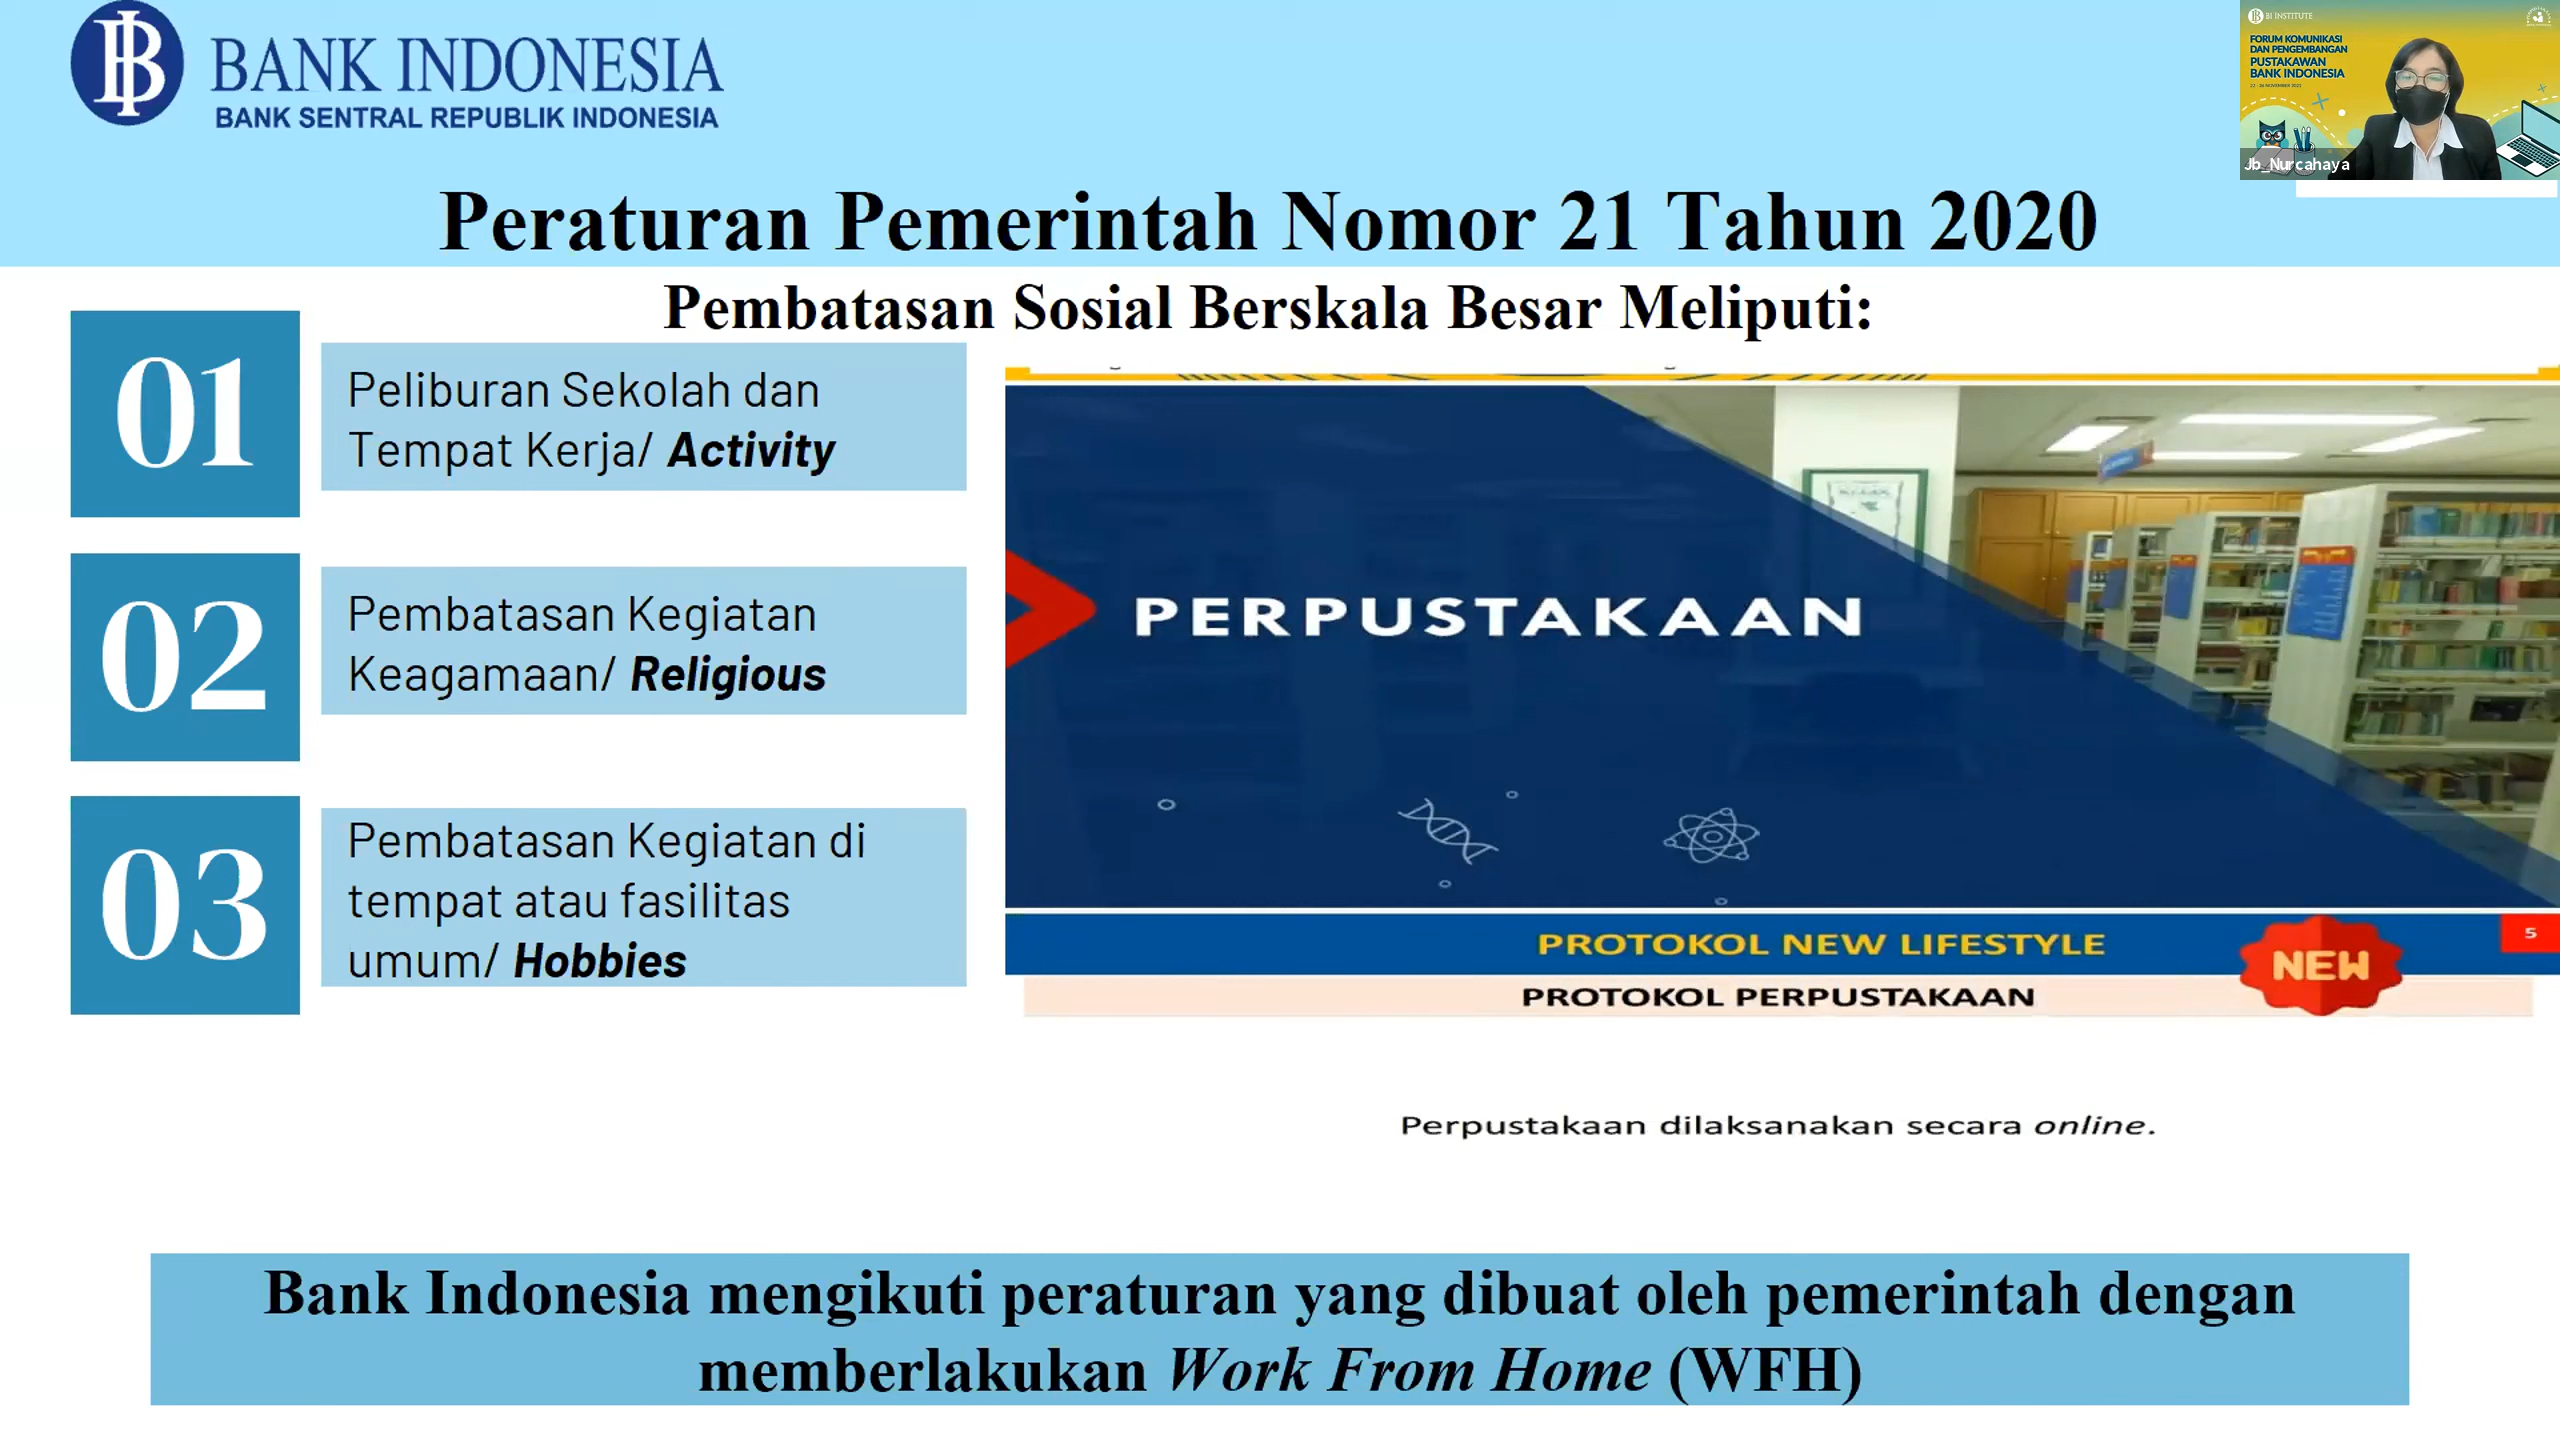 BANK INDONESIA
BANK SENTRAL REPUBLIK INDONESIA
BI INSTITUTE
FORUM KOMUNIKASI
DAN PENGEMBANGAN
PUSTAKAWAN
BANK INDONESIA
Jb_Nurcahaya
Peraturan Pemerintah Nomor 21 Tahun 2020
Pembatasan Sosial Berskala Besar Meliputi:
01
Peliburan Sekolah dan
Tempat Kerja/ Activity
02
Pembatasan Kegiatan
Keagamaan/ Religious
03
Pembatasan Kegiatan di
tempat atau fasilitas
umum/ Hobbies
PERPUSTAKAAN
PROTOKOL NEW LIFESTYLE
5
NEW
PROTOKOL PERPUSTAKAAN
Perpustakaan dilaksanakan secara online.
Bank Indonesia mengikuti peraturan yang dibuat oleh pemerintah dengan
memberlakukan Work From Home (WFH)